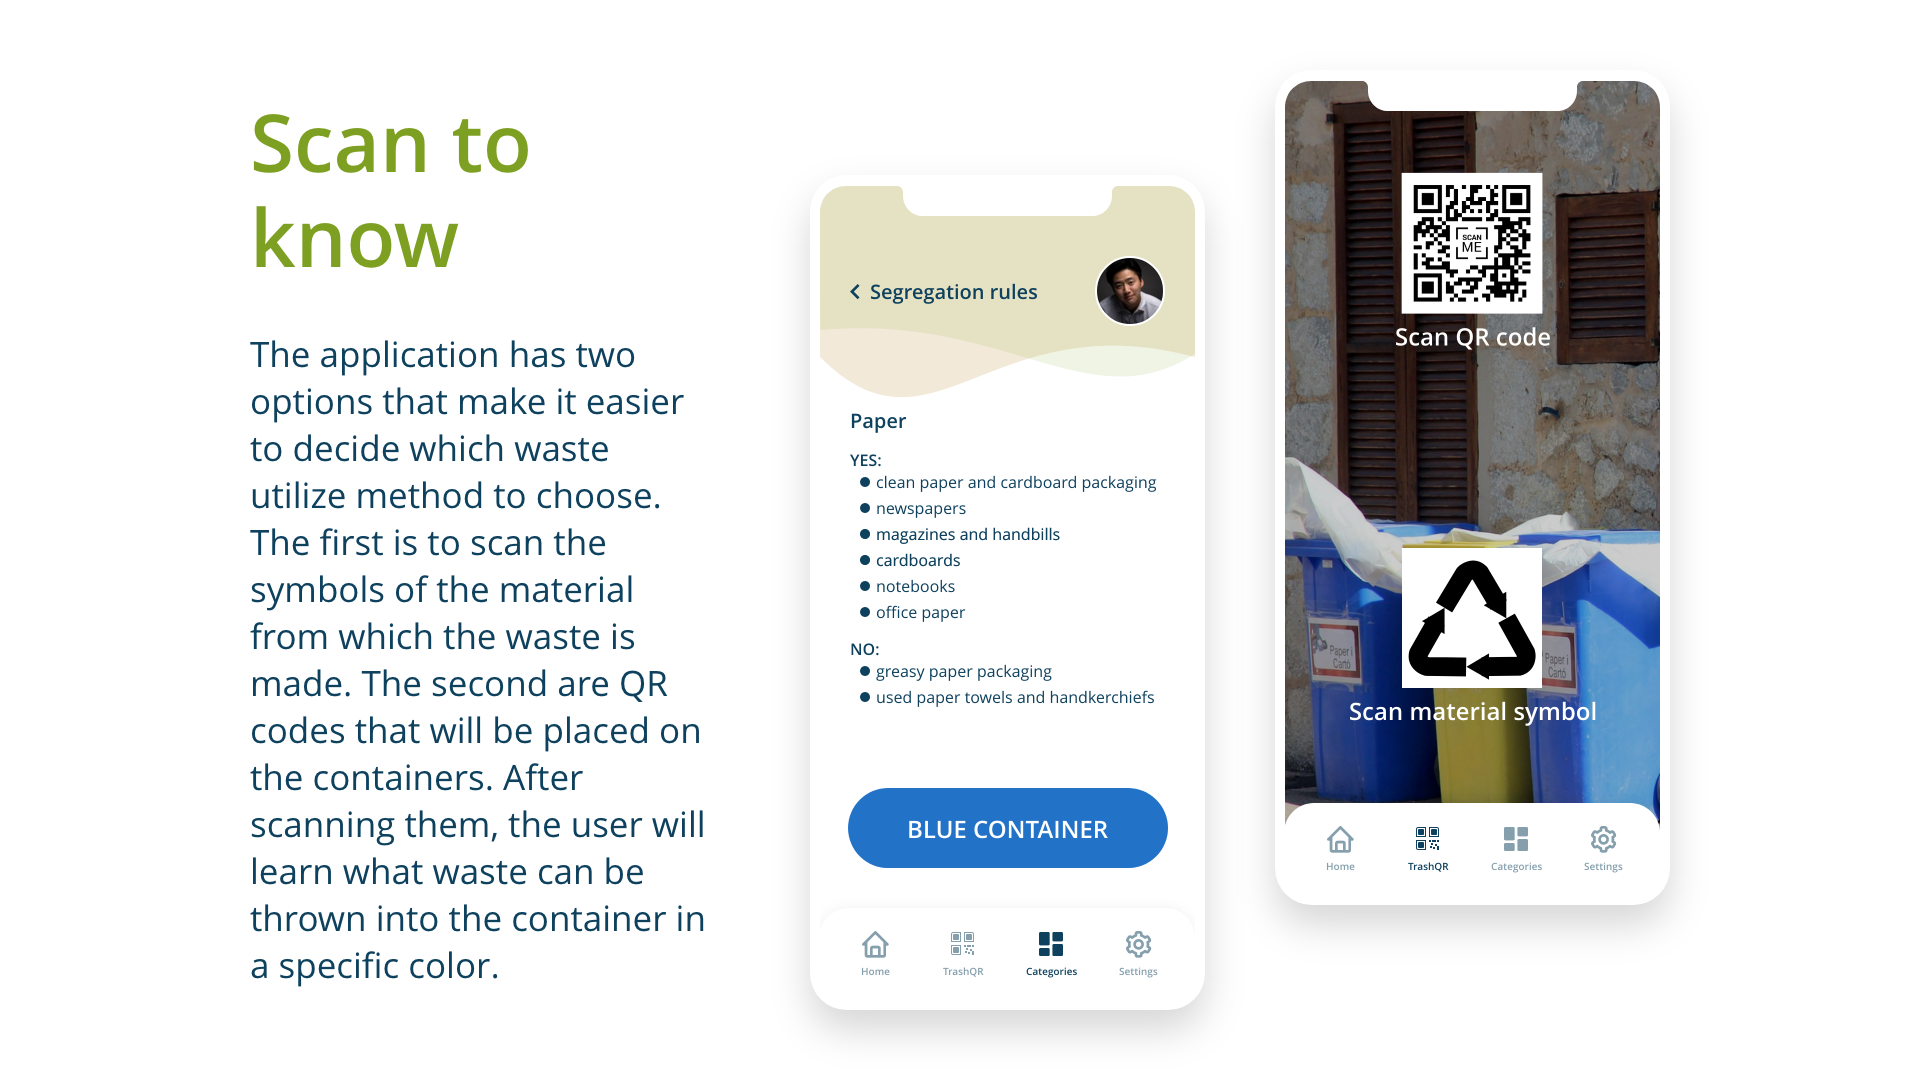 Scan to
know
The application has two
options that make it easier
to decide which waste
utilize method to choose.
The first is to scan the
symbols of the material
from which the waste is
made. The second are QR
codes that will be placed on
the containers. After
scanning them, the user will
learn what waste can be
thrown into the container in
a specific color.
Segregation rules
Paper
YES:
clean paper and cardboard packaging
newspapers
magazines and handbills
cardboards
notebooks
office paper
NO:
greasy paper packaging
used paper towels and handkerchiefs
BLUE CONTAINER
Home
TrashQR
Categories
Settings
SCAN
ME
Scan QR code
Paper i
Cartó
Paper i
Cartó
Scan material symbol
Home
TrashQR
Categories
Settings